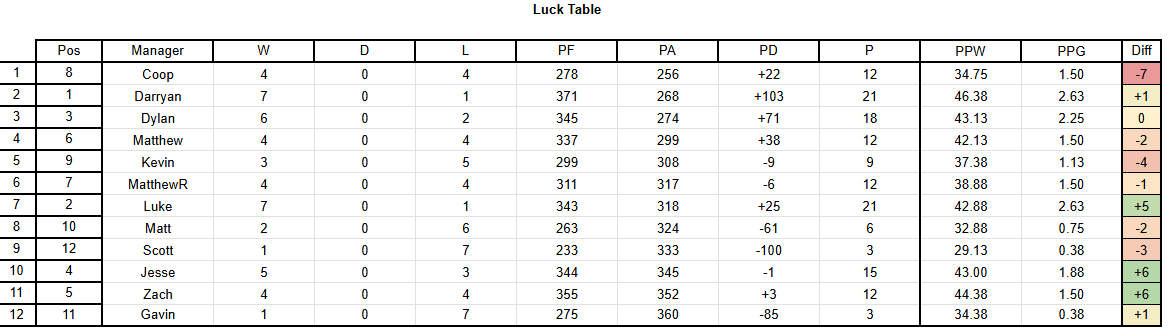 Luck Table
Pos Manager W D L PF PA PD P PPW PPG Diff
1 8 Coop 4 0 4 278 256 +22 12 34.75 1.50 -7
2 1 Darryan 7 0 1 371 268 +103 21 46.38 2.63 +1
3 3 Dylan 6 0 2 345 274 +71 18 43.13 2.25 0
4 6 Matthew 4 0 4 337 299 +38 12 42.13 1.50 -2
5 9 Kevin 3 0 5 299 308 -9 9 37.38 1.13 -4
6 7 MatthewR 4 0 4 311 317 -6 12 38.88 1.50 -1
7 2 Luke 7 0 1 343 318 +25 21 42.88 2.63 +5
8 10 Matt 2 0 6 263 324 -61 6 32.88 0.75 -2
9 12 Scott 1 0 7 233 333 -100 3 29.13 0.38 -3
10 4 Jesse 5 0 3 344 345 -1 15 43.00 1.88 +6
11 5 Zach 4 0 4 355 352 +3 12 44.38 1.50 +6
12 11 Gavin 1 0 7 275 360 -85 3 34.38 0.38 +1